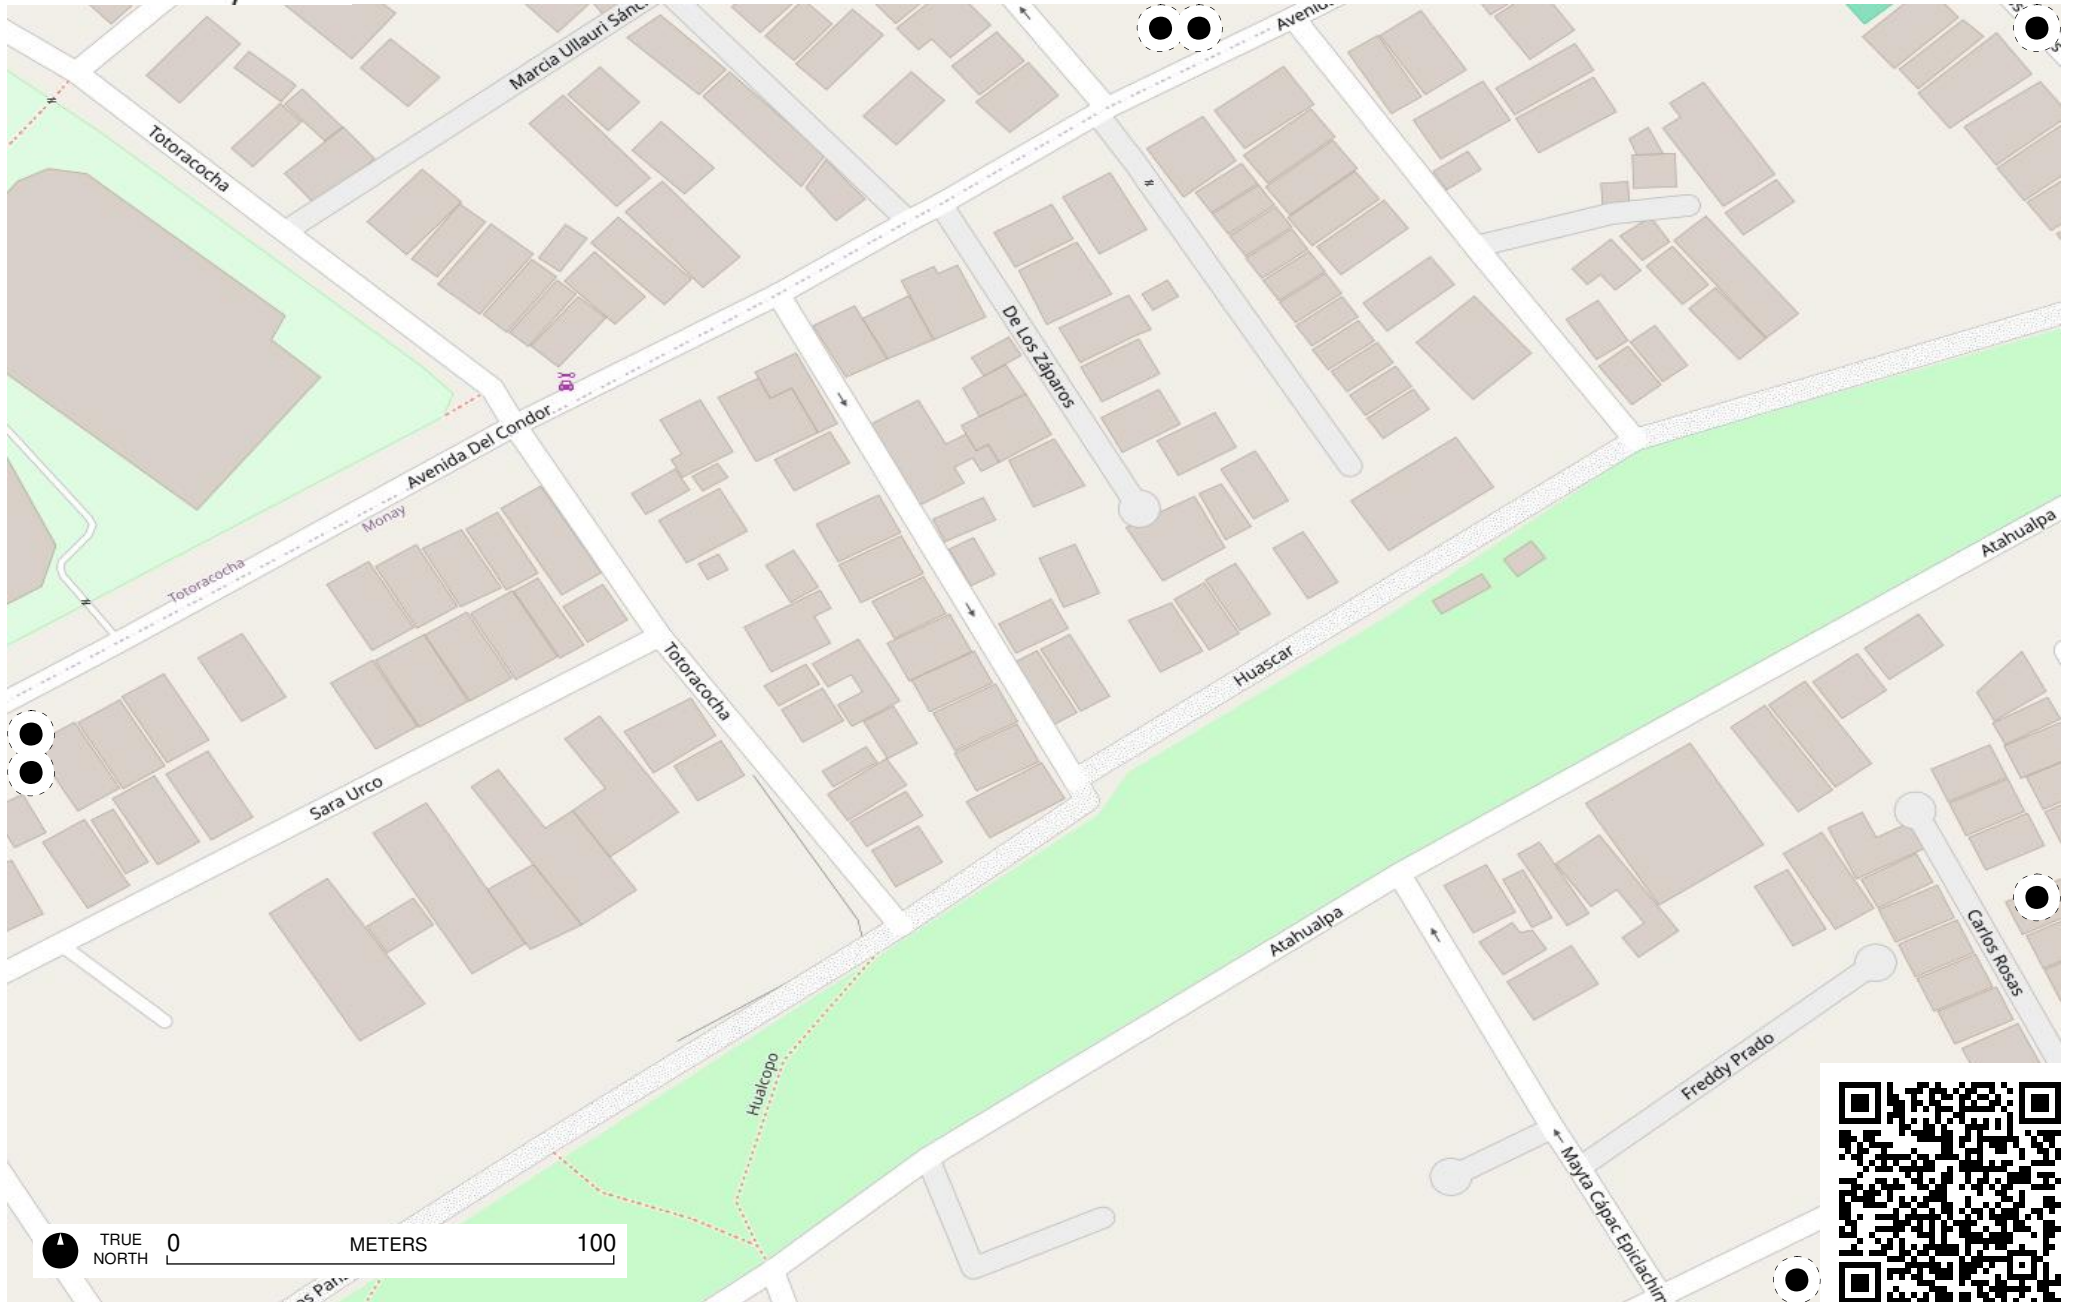 Marcia Ullauri Sánc
Totoracocha
De Los Záparos
Avenida Del Condor
Monay
Totoracocha
Atahualpa
Totoracocha
Huascar
Sara Urco
Atahualpa
Carlos Rosas
Freddy Prado
Hualcopo
Mayta Cápac Epiclachim
TRUE
NORTH
0
METERS
100